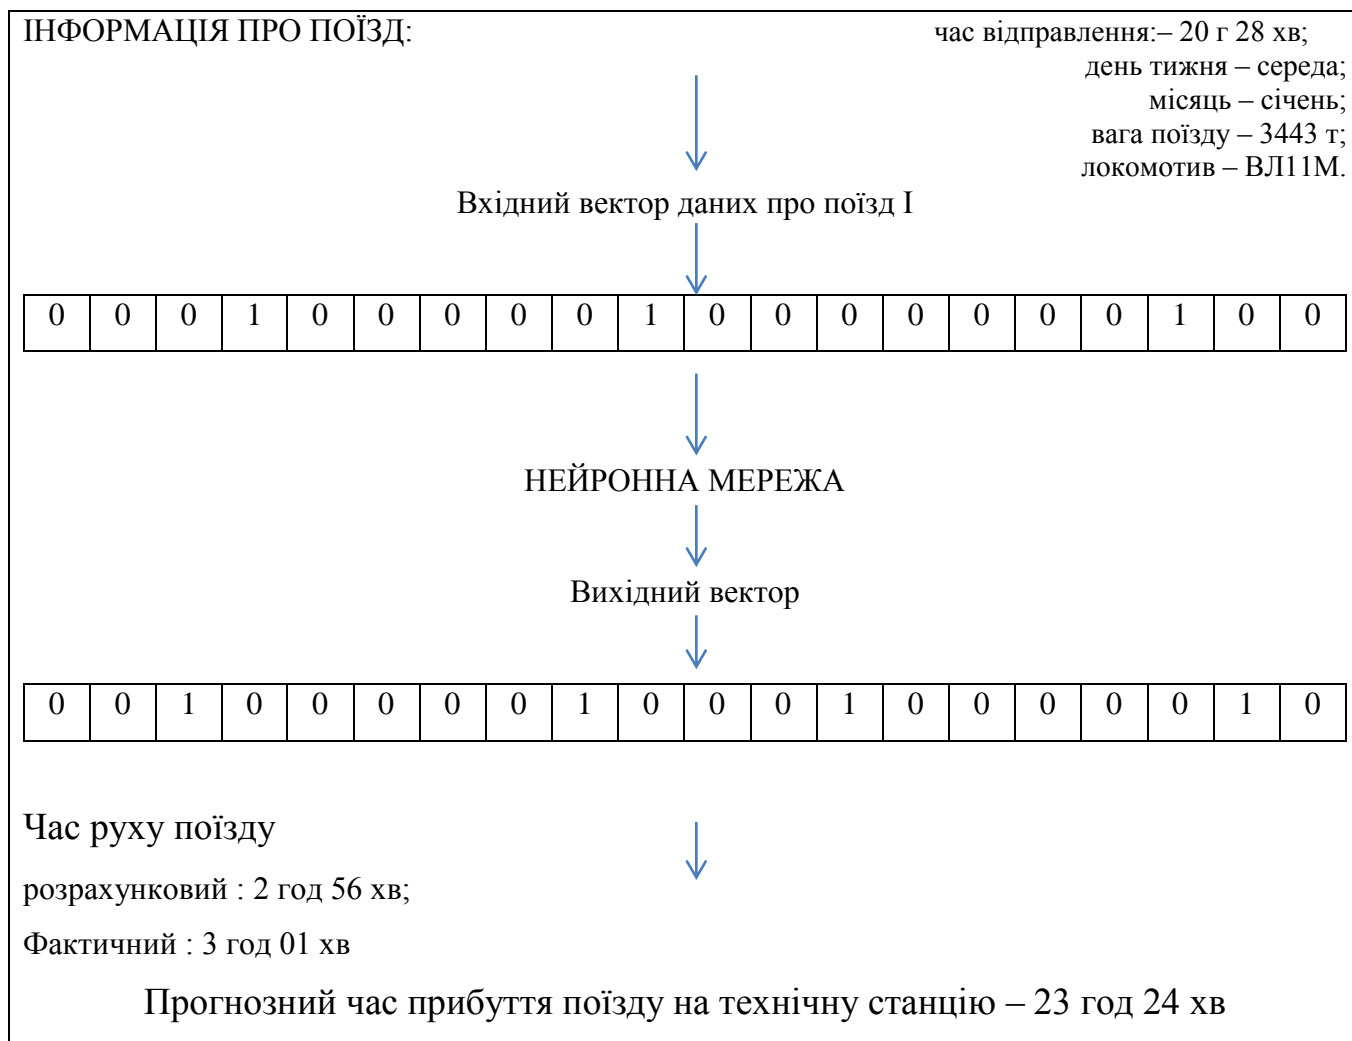 ІНФОРМАЦІЯ ПРО ПОЇЗД: час відправлення:– 20 г 28 хв;
день тижня – середа;
місяць – січень;
вага поїзду – 3443 т;
локомотив – ВЛ11М.
Вхідний вектор даних про поїзд І
0 0 0 1 0 0 0 0 0 1 0 0 0 0 0 0 0 1 0 0
НЕЙРОННА МЕРЕЖА
Вихідний вектор
0 0 1 0 0 0 0 0 1 0 0 0 1 0 0 0 0 0 1 0
Час руху поїзду
розрахунковий : 2 год 56 хв;
Фактичний : 3 год 01 хв
Прогнозний час прибуття поїзду на технічну станцію – 23 год 24 хв